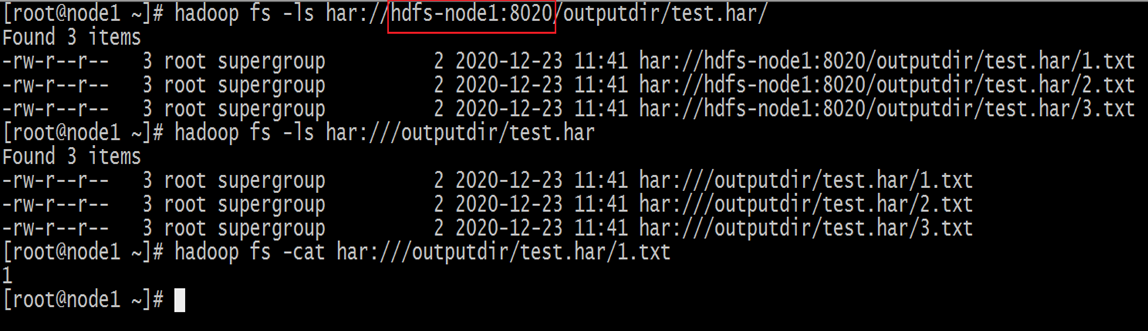 [root@node1 ~]# hadoop fs -ls har://hdfs-node1:8020/outputdir/test.har/
Found 3 items
-rw-r--r--   3 root supergroup          2 2020-12-23 11:41 har://hdfs-node1:8020/outputdir/test.har/1.txt
-rw-r--r--   3 root supergroup          2 2020-12-23 11:41 har://hdfs-node1:8020/outputdir/test.har/2.txt
-rw-r--r--   3 root supergroup          2 2020-12-23 11:41 har://hdfs-node1:8020/outputdir/test.har/3.txt
[root@node1 ~]# hadoop fs -ls har:///outputdir/test.har
Found 3 items
-rw-r--r--   3 root supergroup          2 2020-12-23 11:41 har:///outputdir/test.har/1.txt
-rw-r--r--   3 root supergroup          2 2020-12-23 11:41 har:///outputdir/test.har/2.txt
-rw-r--r--   3 root supergroup          2 2020-12-23 11:41 har:///outputdir/test.har/3.txt
[root@node1 ~]# hadoop fs -cat har:///outputdir/test.har/1.txt
1
[root@node1 ~]#